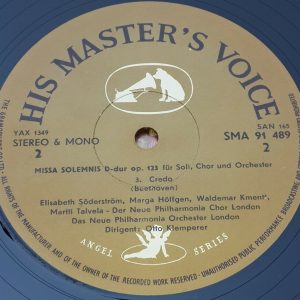 HIS MASTER'S VOICE
YAX 1349
STEREO & MONO
2
SAN 165
SMA 91 489
2
MISSA SOLEMNIS D-dur op. 123 für Soli, Chor und Orchester
3. Credo
(Beethoven)
Elisabeth Söderström, Marga Höffgen, Waldemar Kment,
Martti Talvela - Der Neue Philharmonia Chor London
Das Neue Philharmonia Orchester London
Dirigent: Otto Klemperer
ANGEL SERIES
ALL RIGHTS OF THE MANUFACTURER AND OF THE OWNER OF THE RECORDED WORK RESERVED · UNAUTHORISED PUBLIC PERFORMANCE BROADCASTING